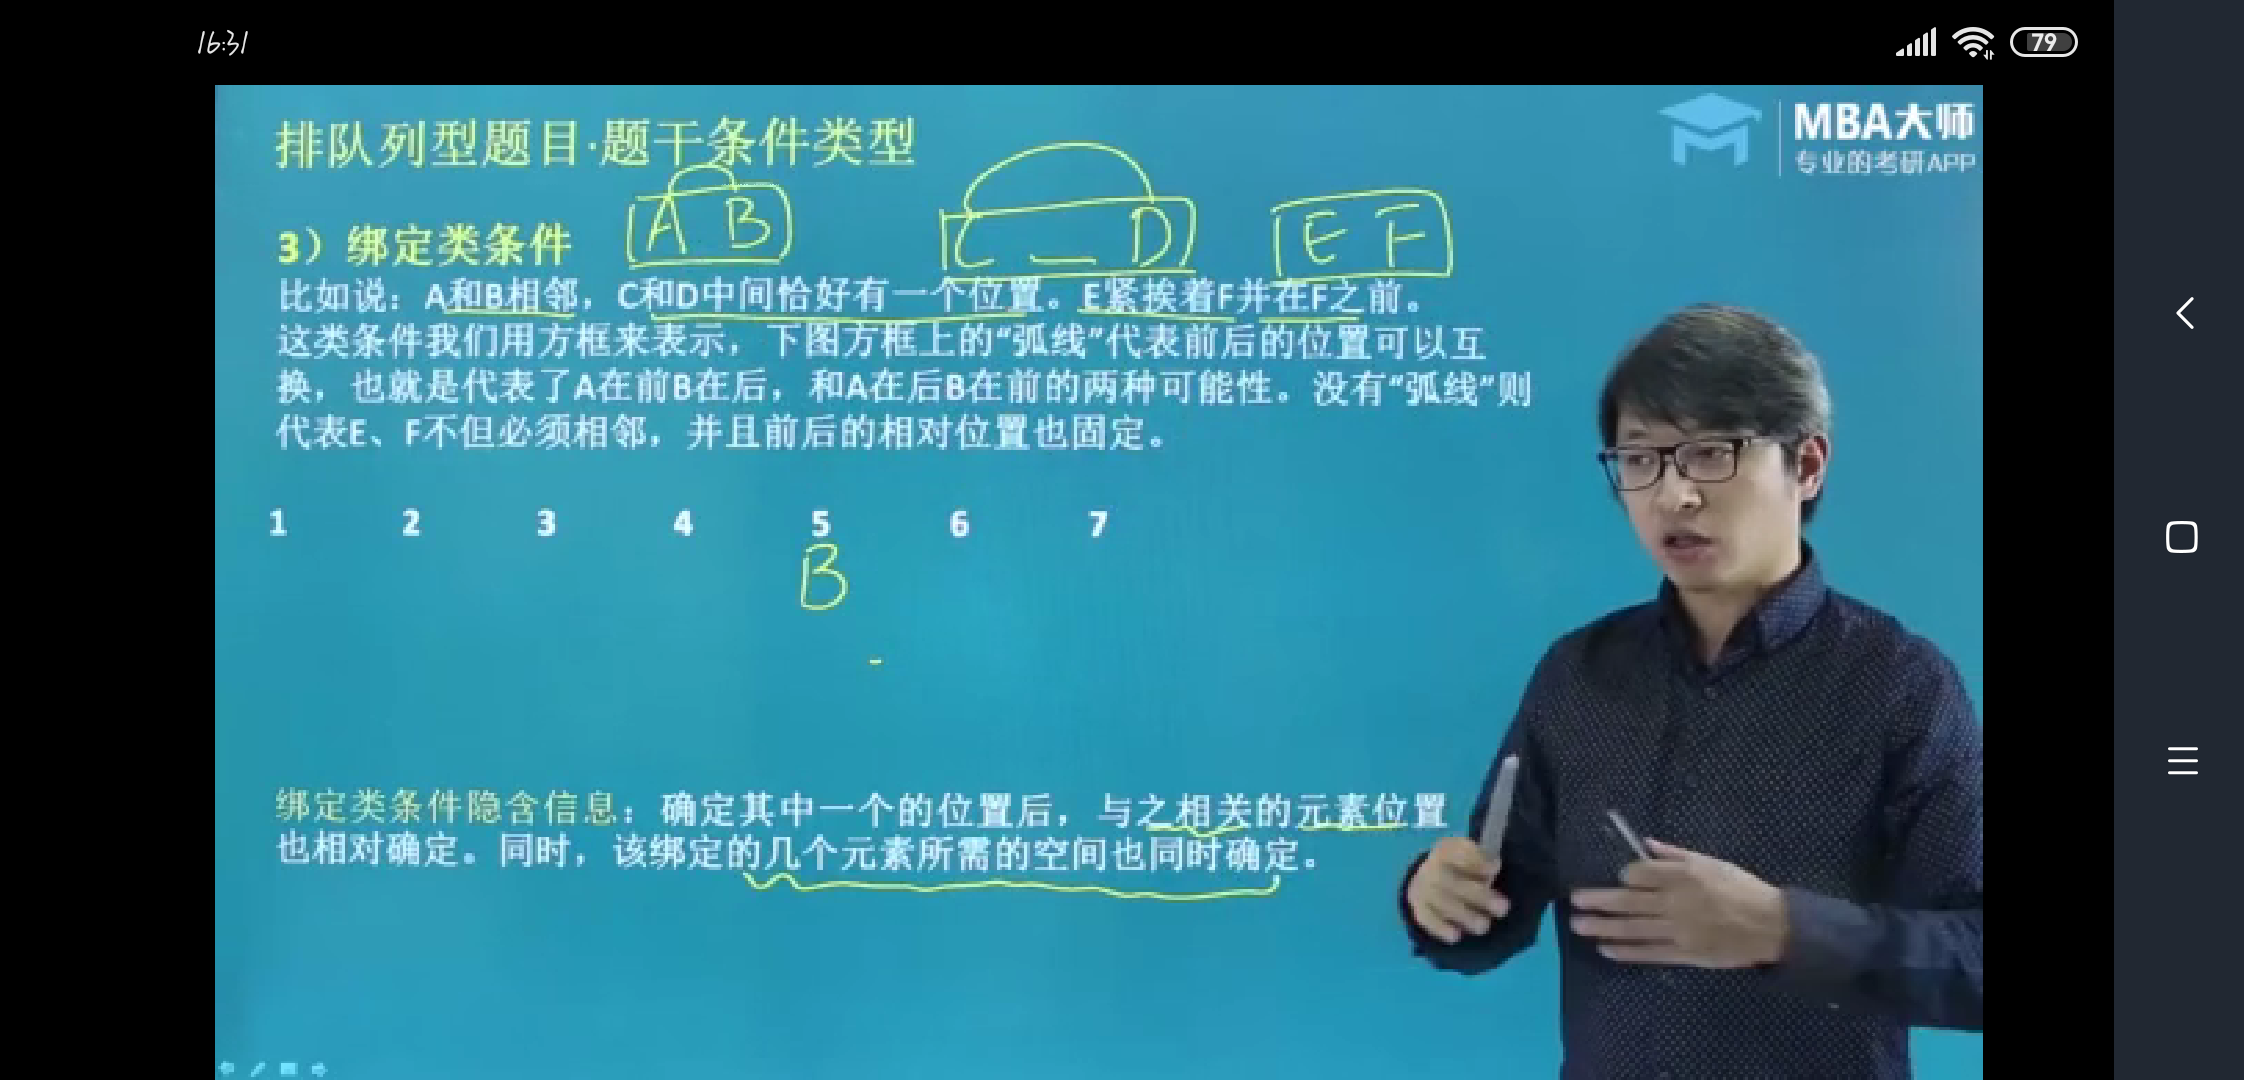 16:31
79
排队列型题目·题干条件类型
MBA大师
专业的考研APP
A B
C — D
E F
3）绑定类条件
比如说：A和B相邻，C和D中间恰好有一个位置。E紧挨着F并在F之前。
这类条件我们用方框来表示，下图方框上的“弧线”代表前后的位置可以互
换，也就是代表了A在前B在后，和A在后B在前的两种可能性。没有“弧线”则
代表E、F不但必须相邻，并且前后的相对位置也固定。
1 2 3 4 5 6 7
B
绑定类条件隐含信息：确定其中一个的位置后，与之相关的元素位置
也相对确定。同时，该绑定的几个元素所需的空间也同时确定。